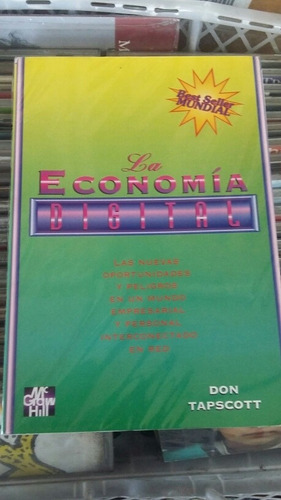 Best Seller
MUNDIAL
La
ECONOMÍA
DIGITAL
LAS NUEVAS
OPORTUNIDADES
Y PELIGROS
EN UN MUNDO
EMPRESARIAL
Y PERSONAL
INTERCONECTADO
EN RED
Mc
Graw
Hill
DON
TAPSCOTT